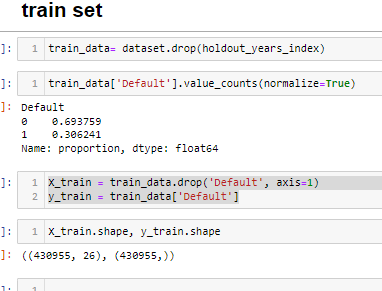 train set
]: 1 train_data= dataset.drop(holdout_years_index)
]: 1 train_data['Default'].value_counts(normalize=True)
]: Default
0 0.693759
1 0.306241
Name: proportion, dtype: float64
]: 1 X_train = train_data.drop('Default', axis=1)
2 y_train = train_data['Default']
]: 1 X_train.shape, y_train.shape
]: ((430955, 26), (430955,))
]: 1